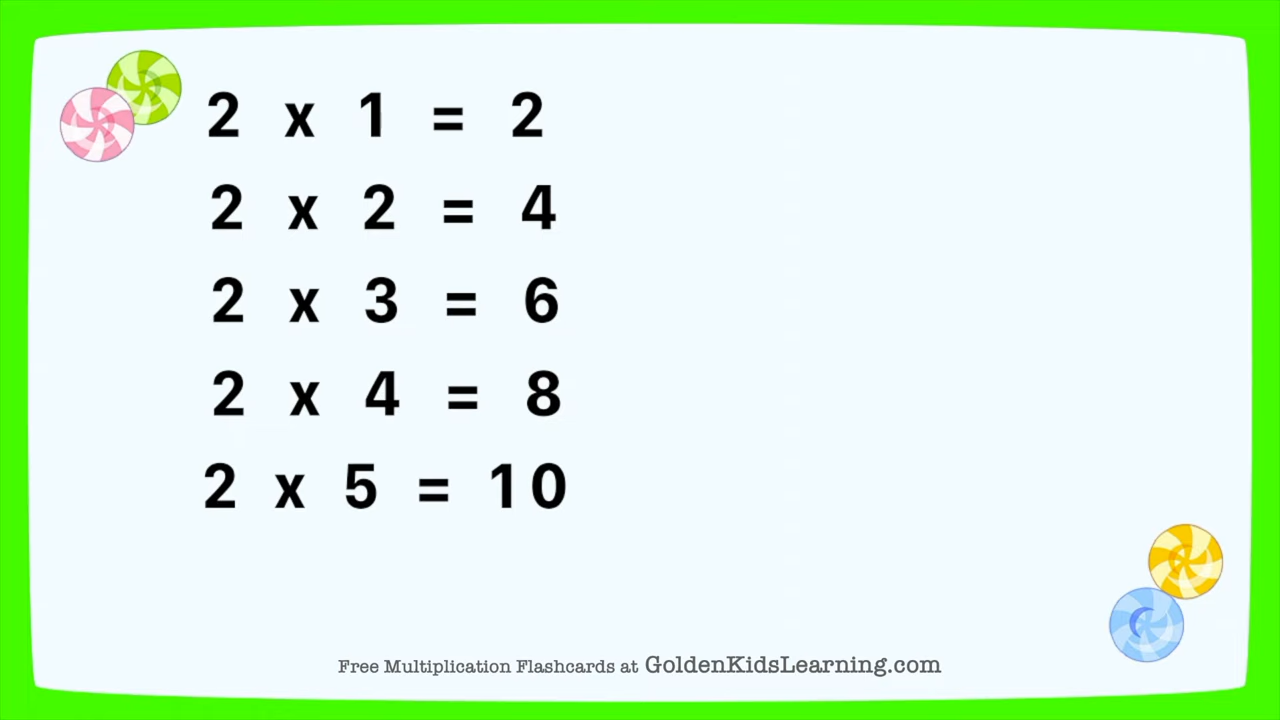 2 x 1 = 2
2 x 2 = 4
2 x 3 = 6
2 x 4 = 8
2 x 5 = 10
Free Multiplication Flashcards at GoldenKidsLearning.com